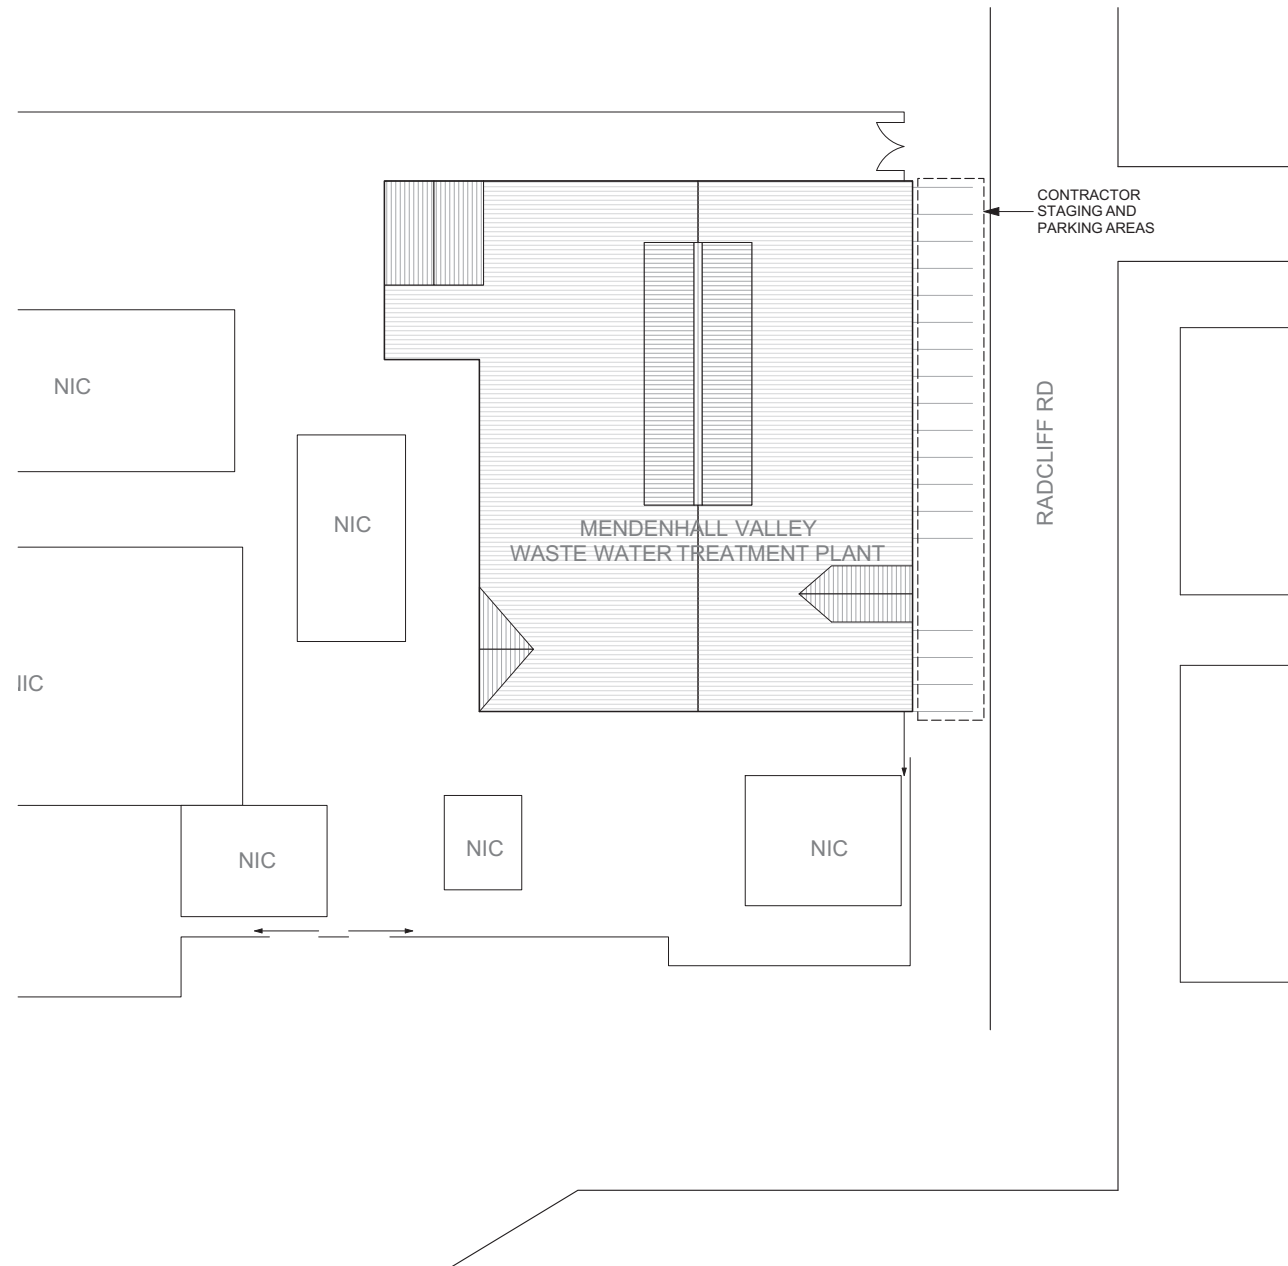 CONTRACTOR
STAGING AND
PARKING AREAS
NIC
RADCLIFF RD
NIC
MENDENHALL VALLEY
WASTE WATER TREATMENT PLANT
IIC
NIC
NIC
NIC